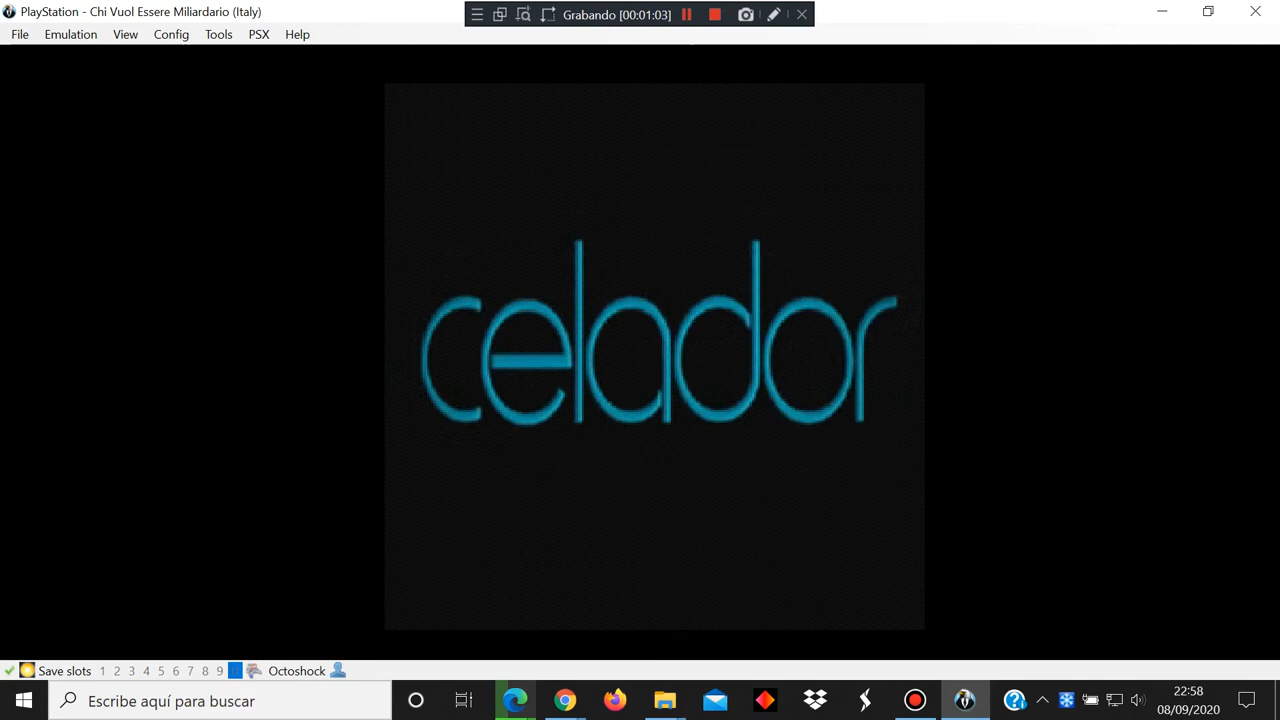 PlayStation - Chi Vuol Essere Miliardario (Italy)
Grabando [00:01:03]
File Emulation View Config Tools PSX Help
celador
Save slots 1 2 3 4 5 6 7 8 9 Octoshock
Escribe aquí para buscar
22:58
08/09/2020